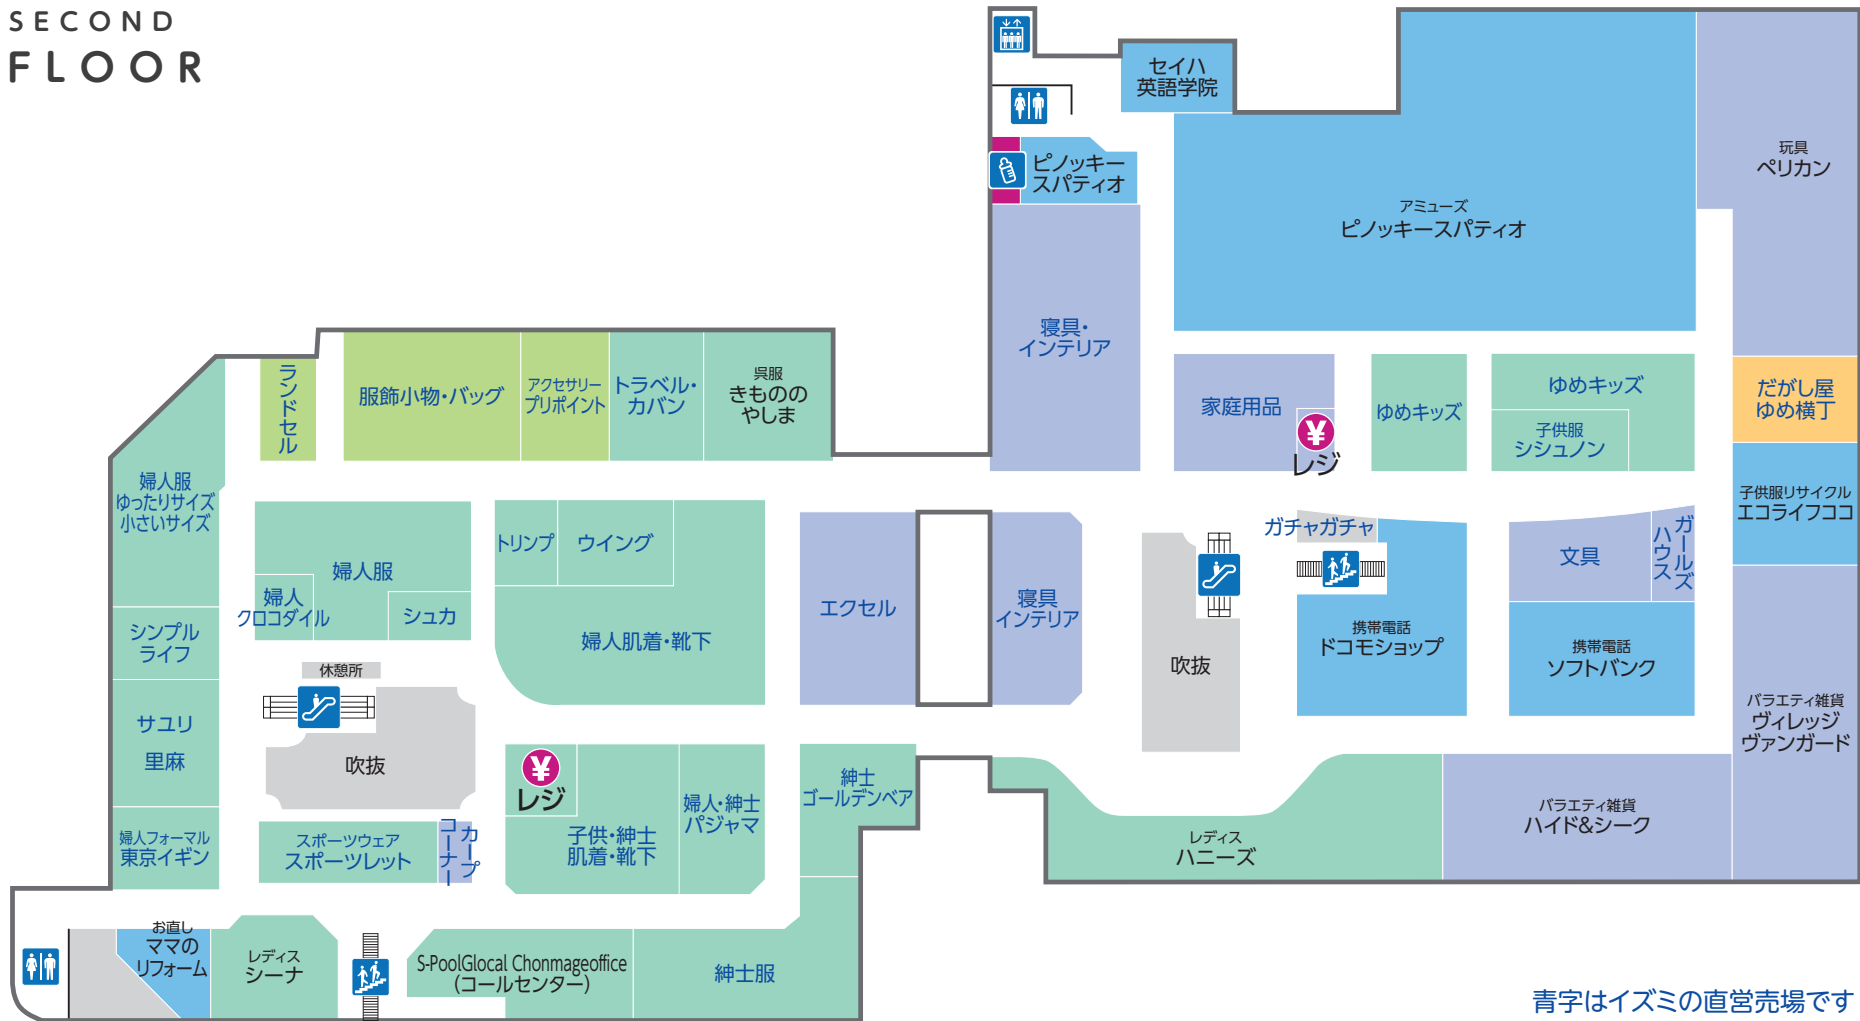 SECOND
FLOOR
セイハ
英語学院
ピノッキー
スパティオ
アミューズ
ピノッキースパティオ
玩具
ペリカン
寝具・
インテリア
ランドセル
服飾小物・バッグ
アクセサリー
プリポイント
トラベル・
カバン
呉服
きものの
やしま
家庭用品
¥
レジ
ゆめキッズ
ゆめキッズ
子供服
シシュノン
だがし屋
ゆめ横丁
子供服リサイクル
エコライフココ
婦人服
ゆったりサイズ
小さいサイズ
婦人服
婦人
クロコダイル
シュカ
トリンプ
ウイング
婦人肌着・靴下
エクセル
寝具
インテリア
ガチャガチャ
文具
ガールズ
ハウス
携帯電話
ドコモショップ
携帯電話
ソフトバンク
吹抜
シンプル
ライフ
休憩所
サユリ
里麻
吹抜
バラエティ雑貨
ヴィレッジ
ヴァンガード
¥
レジ
子供・紳士
肌着・靴下
婦人・紳士
パジャマ
紳士
ゴールデンベア
婦人フォーマル
東京イギン
スポーツウェア
スポーツレット
カープ
コーナー
レディス
ハニーズ
バラエティ雑貨
ハイド&シーク
お直し
ママの
リフォーム
レディス
シーナ
S-PoolGlocal Chonmageoffice
(コールセンター)
紳士服
青字はイズミの直営売場です